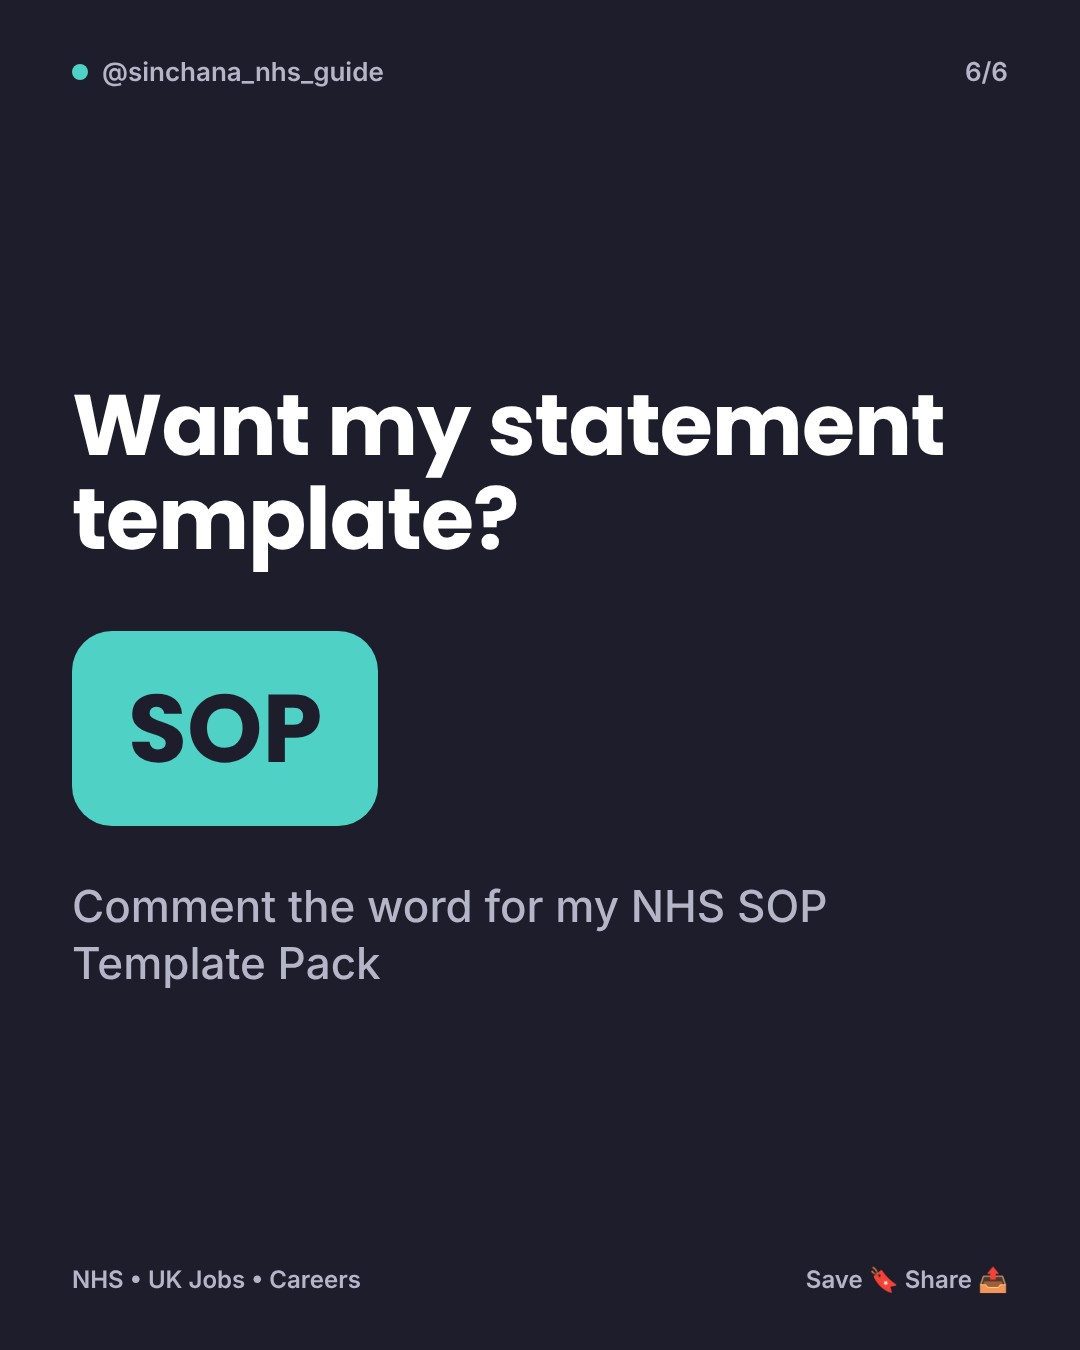 @sinchana_nhs_guide
6/6
Want my statement
template?
SOP
Comment the word for my NHS SOP
Template Pack
NHS • UK Jobs • Careers
Save 🔖 Share 📤